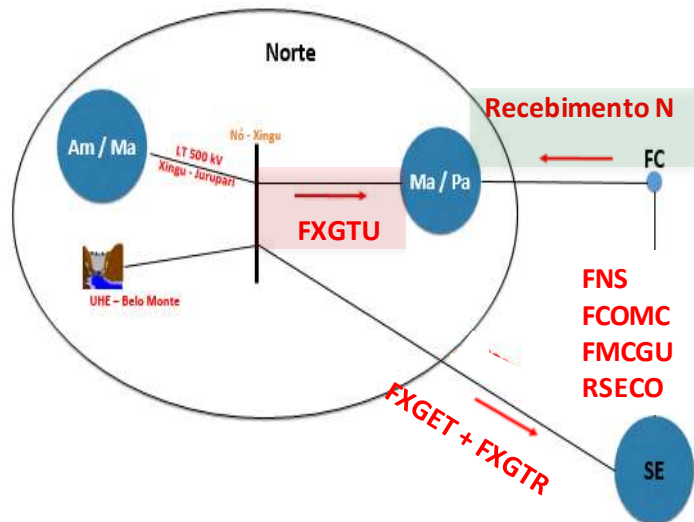 Norte
Recebimento N
Nó - Xingu
Am / Ma
LT 500 kV
Xingu - Jurupari
Ma / Pa
FC
FXGTU
UHE – Belo Monte
FNS
FCOMC
FMCGU
RSECO
FXGET + FXGTR
SE